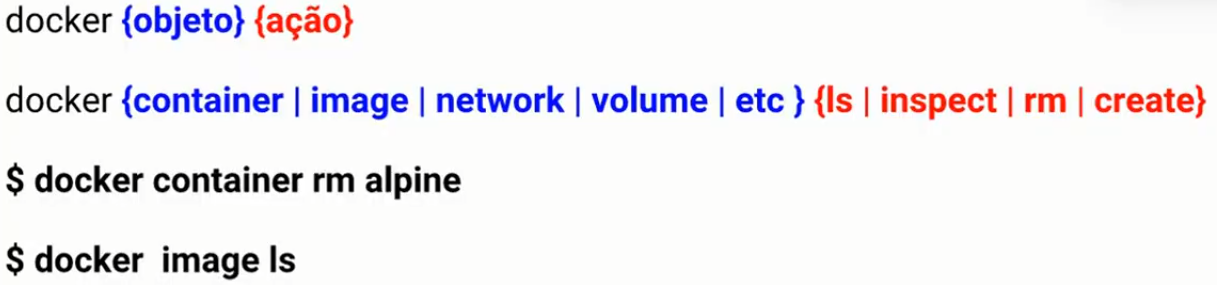 docker {objeto} {ação}
docker {container | image | network | volume | etc } {ls | inspect | rm | create}
$ docker container rm alpine
$ docker  image ls